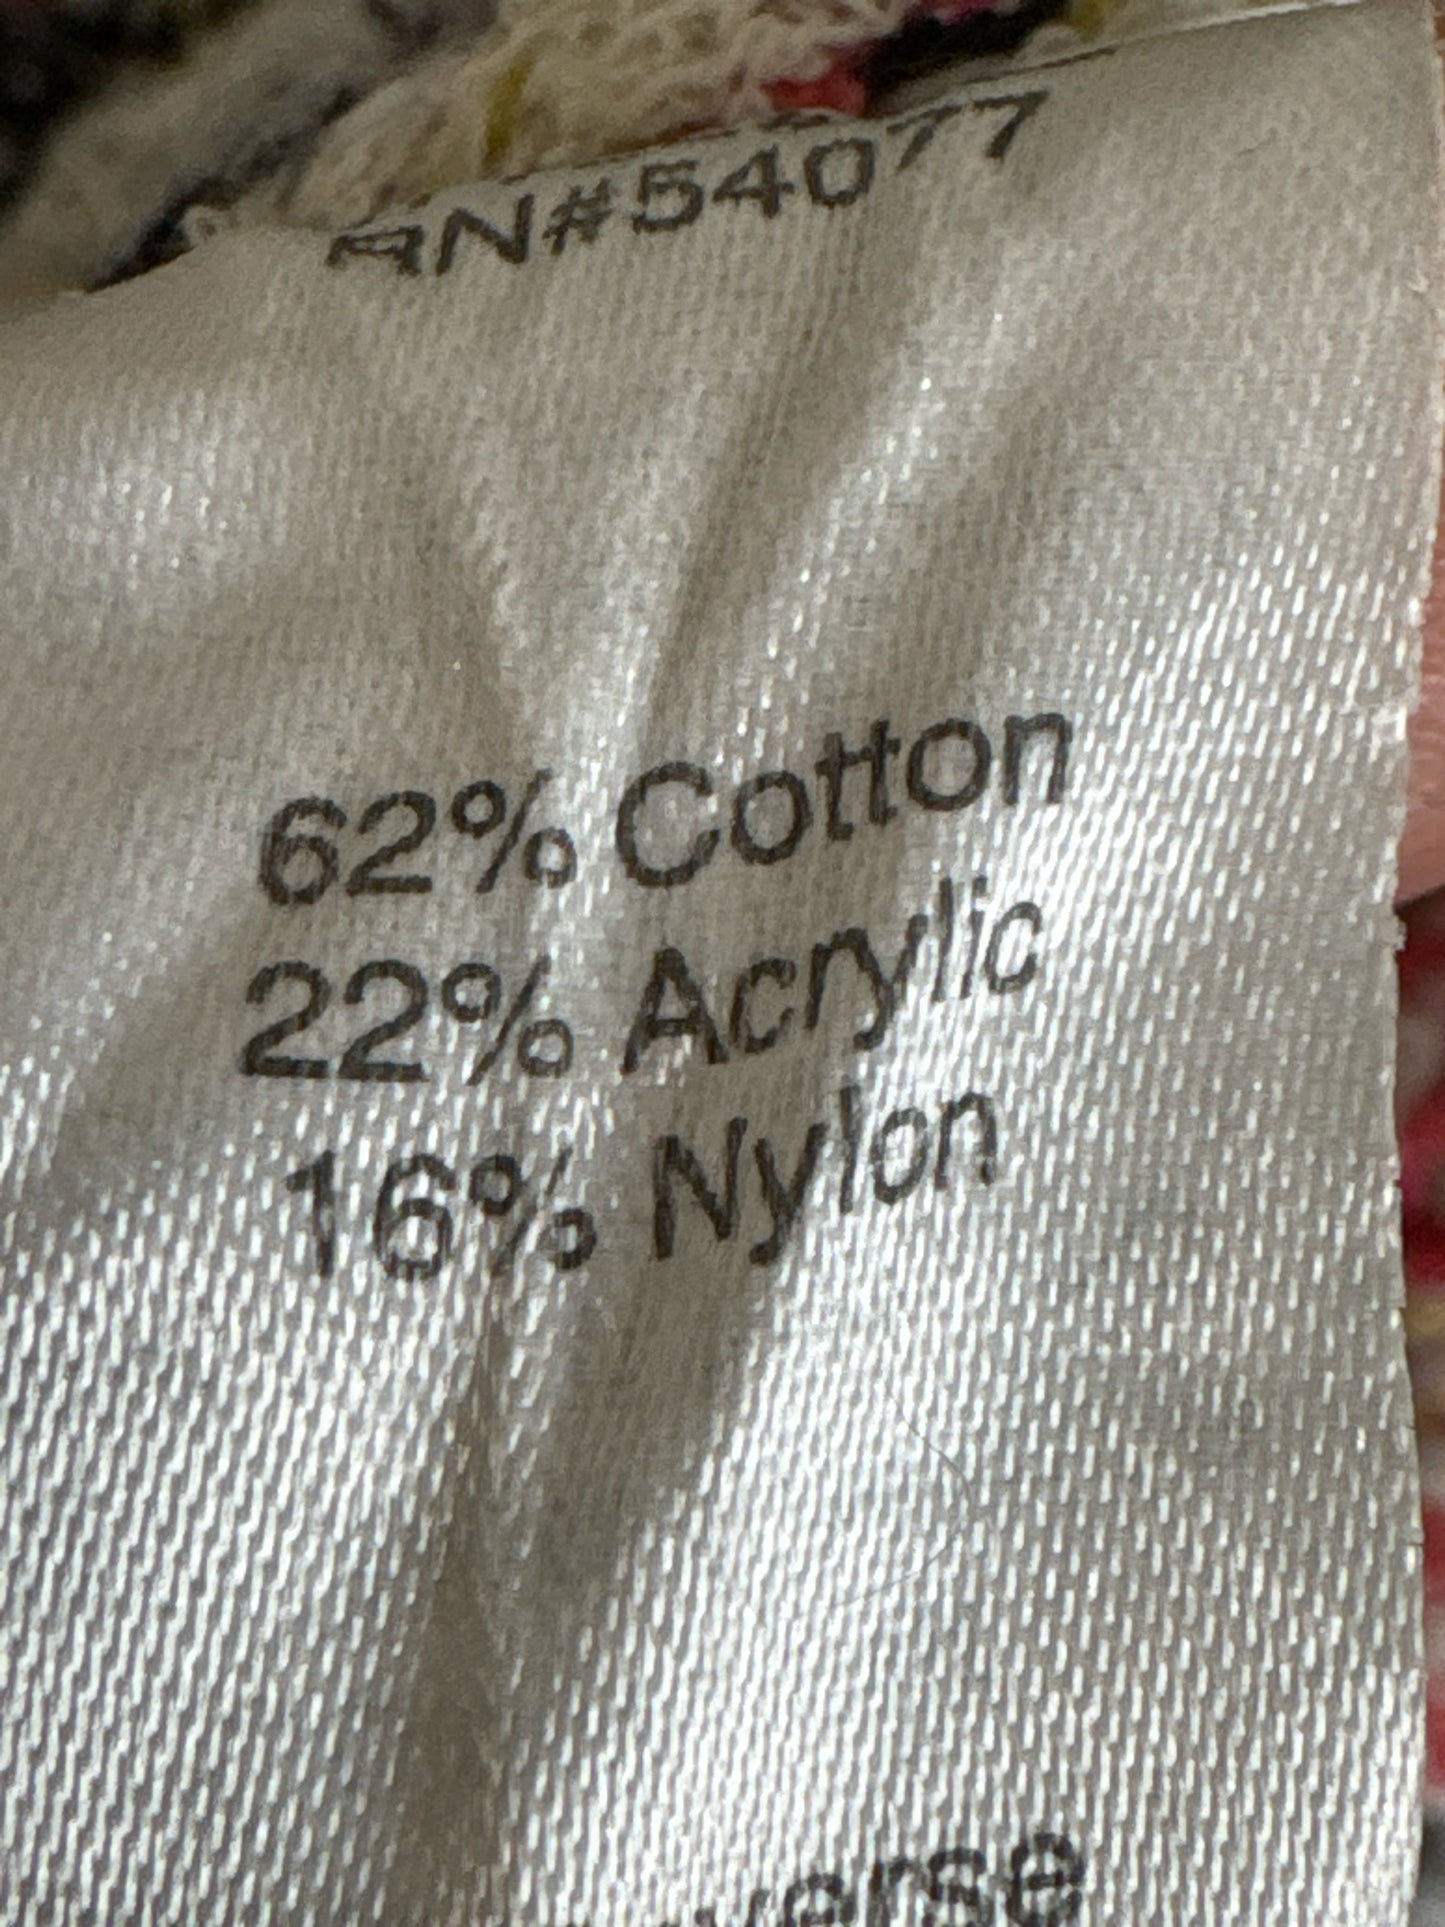 RN#54077
62% Cotton
22% Acrylic
16% Nylon